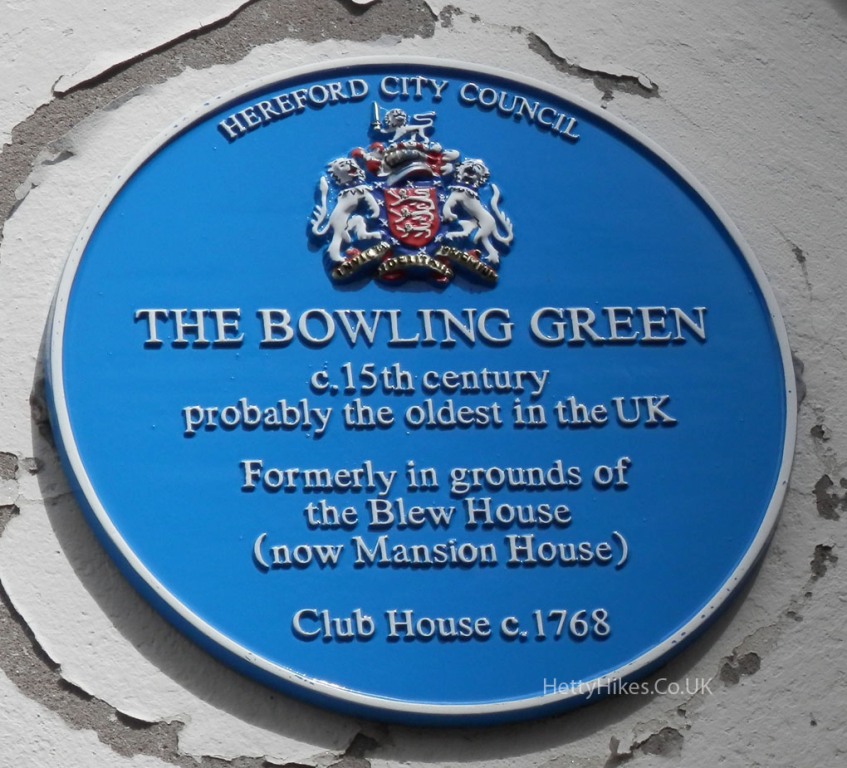 HEREFORD CITY COUNCIL
THE BOWLING GREEN
c.15th century
probably the oldest in the UK
Formerly in grounds of
the Blew House
(now Mansion House)
Club House c.1768
HettyHikes.Co.UK